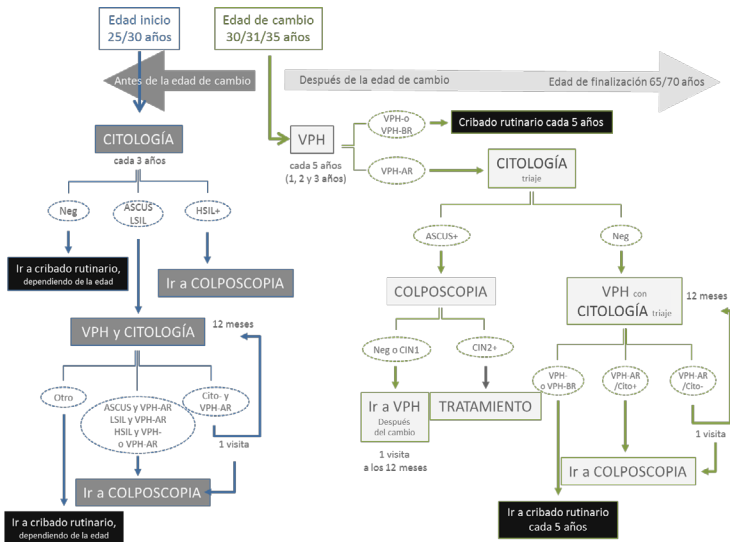 Edad inicio
25/30 años
Edad de cambio
30/31/35 años
Antes de la edad de cambio
Después de la edad de cambio
Edad de finalización 65/70 años
CITOLOGÍA
cada 3 años
Neg
ASCUS
LSIL
HSIL+
Ir a cribado rutinario,
dependiendo de la edad
Ir a COLPOSCOPIA
VPH y CITOLOGÍA
12 meses
Otro
ASCUS y VPH-AR
LSIL y VPH-AR
HSIL y VPH-
o VPH-AR
Cito- y
VPH-AR
1 visita
Ir a COLPOSCOPIA
Ir a cribado rutinario,
dependiendo de la edad
VPH
cada 5 años
(1, 2 y 3 años)
VPH-o
VPH-BR
Cribado rutinario cada 5 años
VPH-AR
CITOLOGÍA
triaje
ASCUS+
Neg
COLPOSCOPIA
Neg o CIN1
CIN2+
Ir a VPH
Después
del cambio
TRATAMIENTO
1 visita
a los 12 meses
VPH con
CITOLOGÍA triaje
12 meses
VPH-
o VPH-BR
VPH-AR
/Cito+
VPH-AR
/Cito-
1 visita
Ir a COLPOSCOPIA
Ir a cribado rutinario
cada 5 años